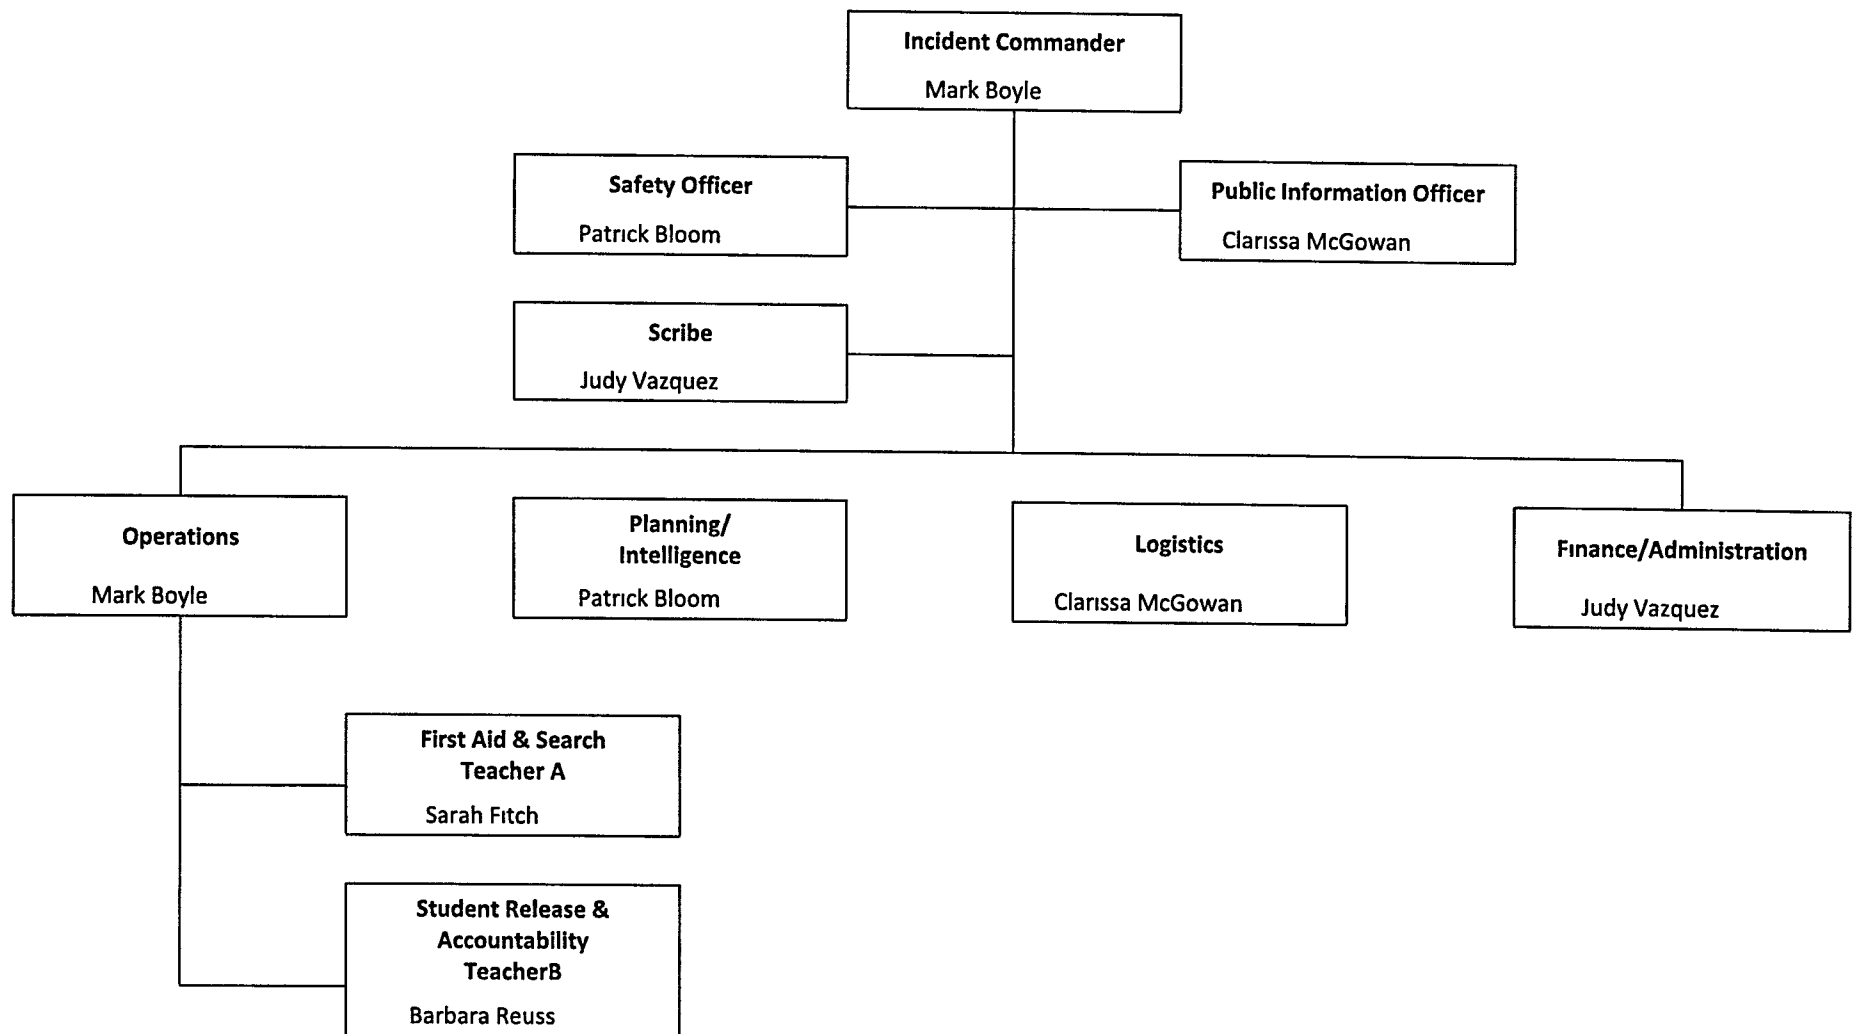 Incident Commander
Mark Boyle
Safety Officer
Patrick Bloom
Public Information Officer
Clarissa McGowan
Scribe
Judy Vazquez
Operations
Mark Boyle
Planning/
Intelligence
Patrick Bloom
Logistics
Clarissa McGowan
Finance/Administration
Judy Vazquez
First Aid & Search
Teacher A
Sarah Fitch
Student Release &
Accountability
TeacherB
Barbara Reuss